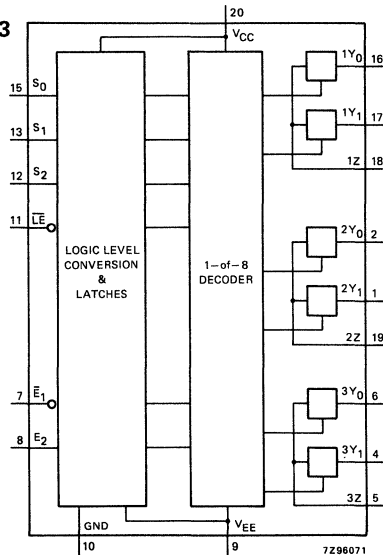 3
20
VCC
15 S0
13 S1
12 S2
11 L̅E̅
7 E̅1
8 E2
LOGIC LEVEL
CONVERSION
&
LATCHES
1-of-8
DECODER
1Y0 16
1Y1 17
1Z 18
2Y0 2
2Y1 1
2Z 19
3Y0 6
3Y1 4
3Z 5
GND
VEE
10
9
7Z96071